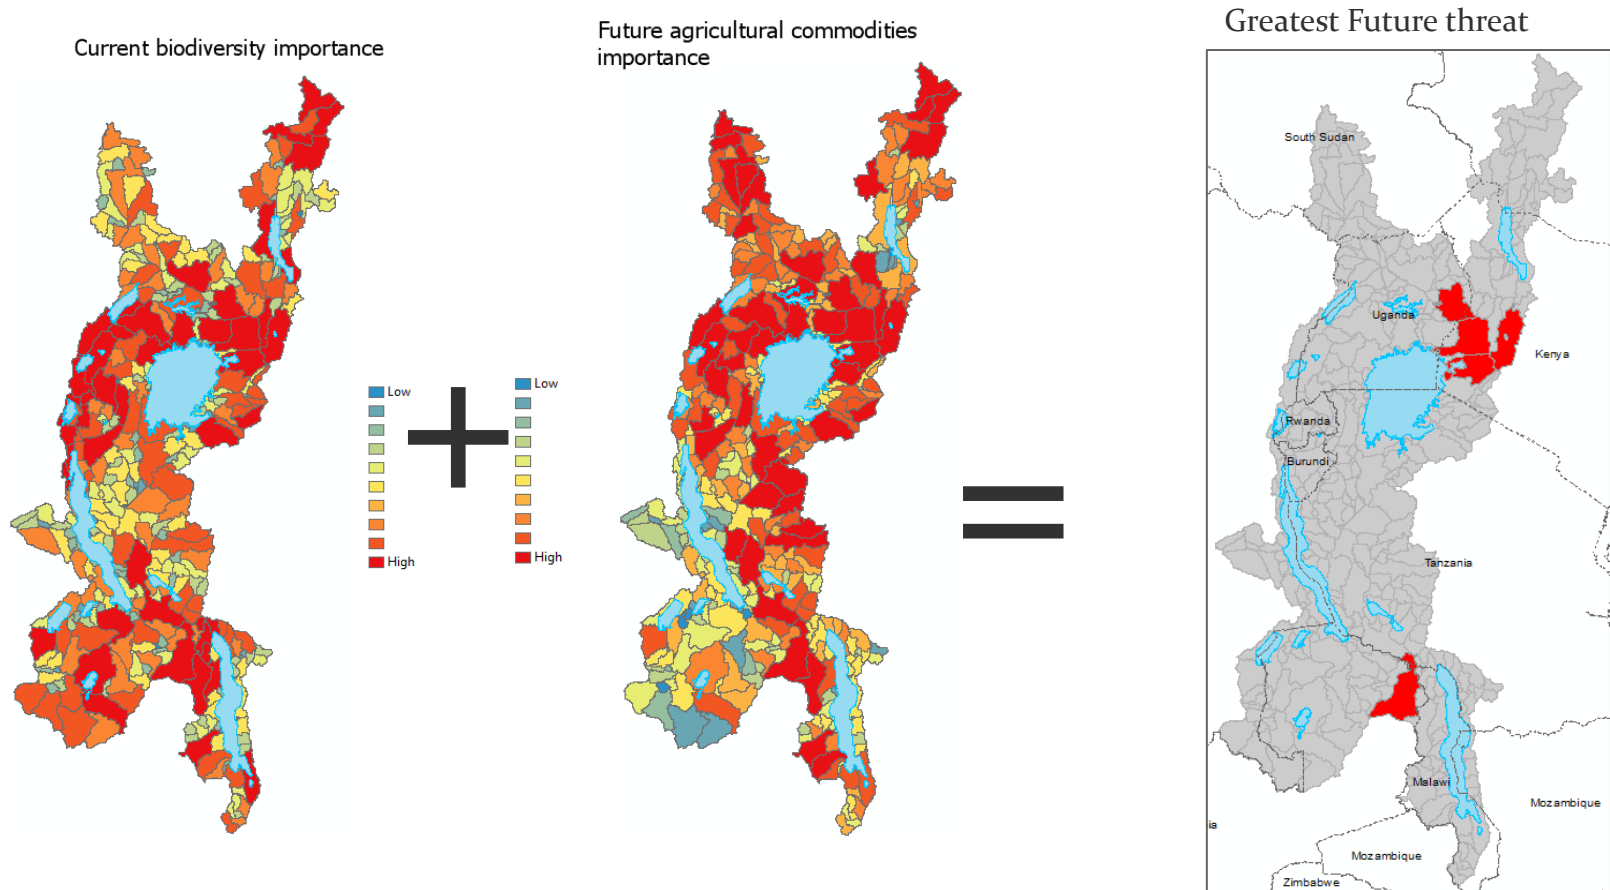 Current biodiversity importance
Future agricultural commodities
importance
Greatest Future threat
Low
High
Low
High
South Sudan
Uganda
Kenya
Rwanda
Burundi
Tanzania
Malawi
Mozambique
ia
Mozambique
Zimbabwe